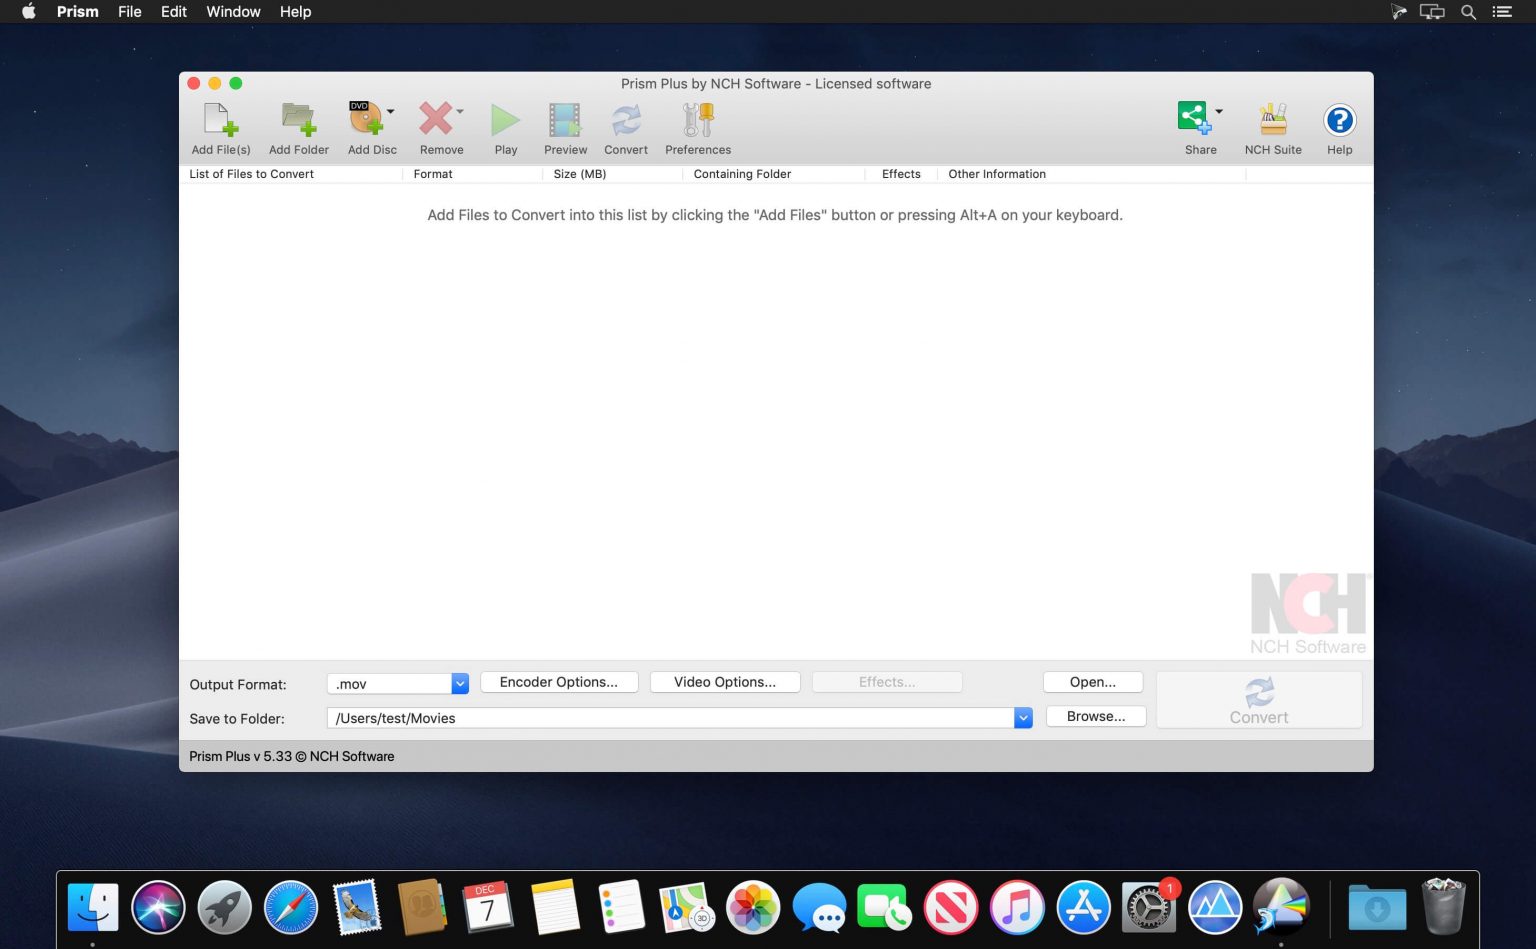 Prism File Edit Window Help
Prism Plus by NCH Software - Licensed software
DVD
Add File(s) Add Folder Add Disc Remove Play Preview Convert Preferences Share NCH Suite Help
List of Files to Convert Format Size (MB) Containing Folder Effects Other Information
Add Files to Convert into this list by clicking the "Add Files" button or pressing Alt+A on your keyboard.
NCH
NCH Software
Output Format: .mov Encoder Options... Video Options... Effects... Open...
Save to Folder: /Users/test/Movies Browse... Convert
Prism Plus v 5.33 © NCH Software
DEC
7
3D
1